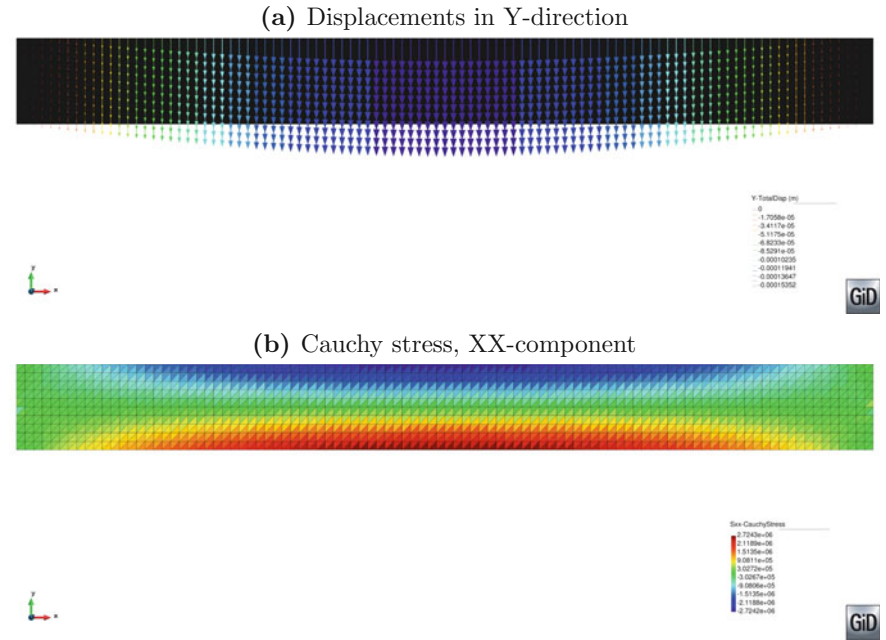 (a) Displacements in Y-direction
Y-TotalDisp (m)
0
-1.7058e-05
-3.4117e-05
-5.1175e-05
-6.8233e-05
-8.5291e-05
-0.00010235
-0.00011941
-0.00013647
-0.00015352
y
x
GiD
(b) Cauchy stress, XX-component
Sxx-CauchyStress
2.7243e+06
2.1189e+06
1.5135e+06
9.0811e+05
3.0272e+05
-3.0267e+05
-9.0806e+05
-1.5135e+06
-2.1188e+06
-2.7242e+06
y
x
GiD